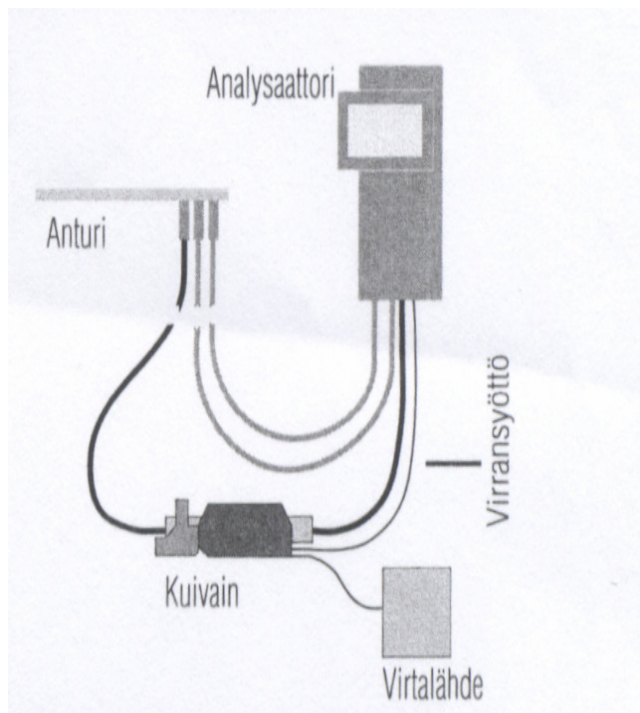 Analysaattori
Anturi
Virransyöttö
Kuivain
Virtalähde